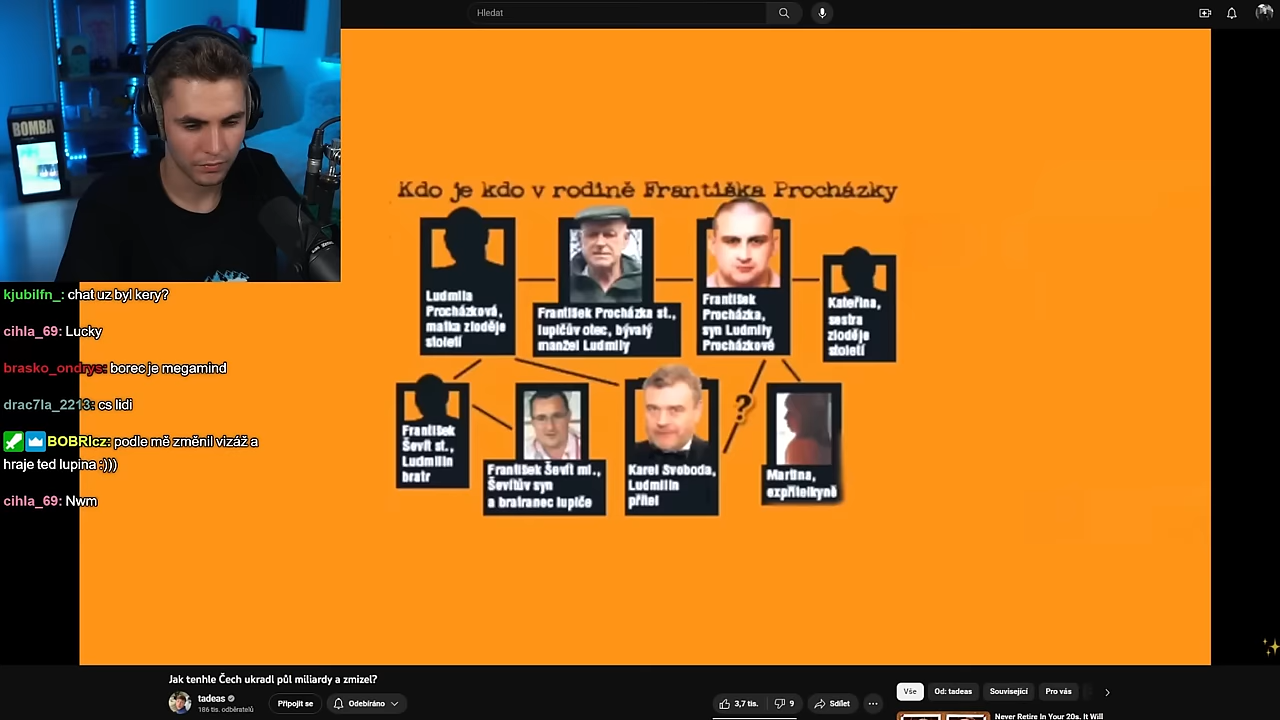 Hledat
BOMBA
kjubilfn_: chat uz byl kery?
cihla_69: Lucky
brasko_ondrys: borec je megamind
drac7la_2213: cs lidi
BOBRIcz: podle mě změnil vizáž a
hraje ted lupina :)))
cihla_69: Nwm
Kdo je kdo v rodině Františka Procházky
Ludmila
Procházková,
matka zloděje
století
František Procházka st.,
lupičův otec, bývalý
manžel Ludmily
František
Procházka,
syn Ludmily
Procházkové
Kateřina,
sestra
zloděje
století
František
Ševít st.,
Ludmilin
bratr
František Ševít ml.,
Ševítův syn
a bratranec lupiče
Karel Svoboda,
Ludmilin
přítel
?
Martina,
expřítelkyně
Jak tenhle Čech ukradl půl miliardy a zmizel?
tadeas
186 tis. odběratelů
Připojit se
Odebíráno
3,7 tis.
9
Sdílet
Vše
Od: tadeas
Související
Pro vás
Never Retire In Your 20s. It Will